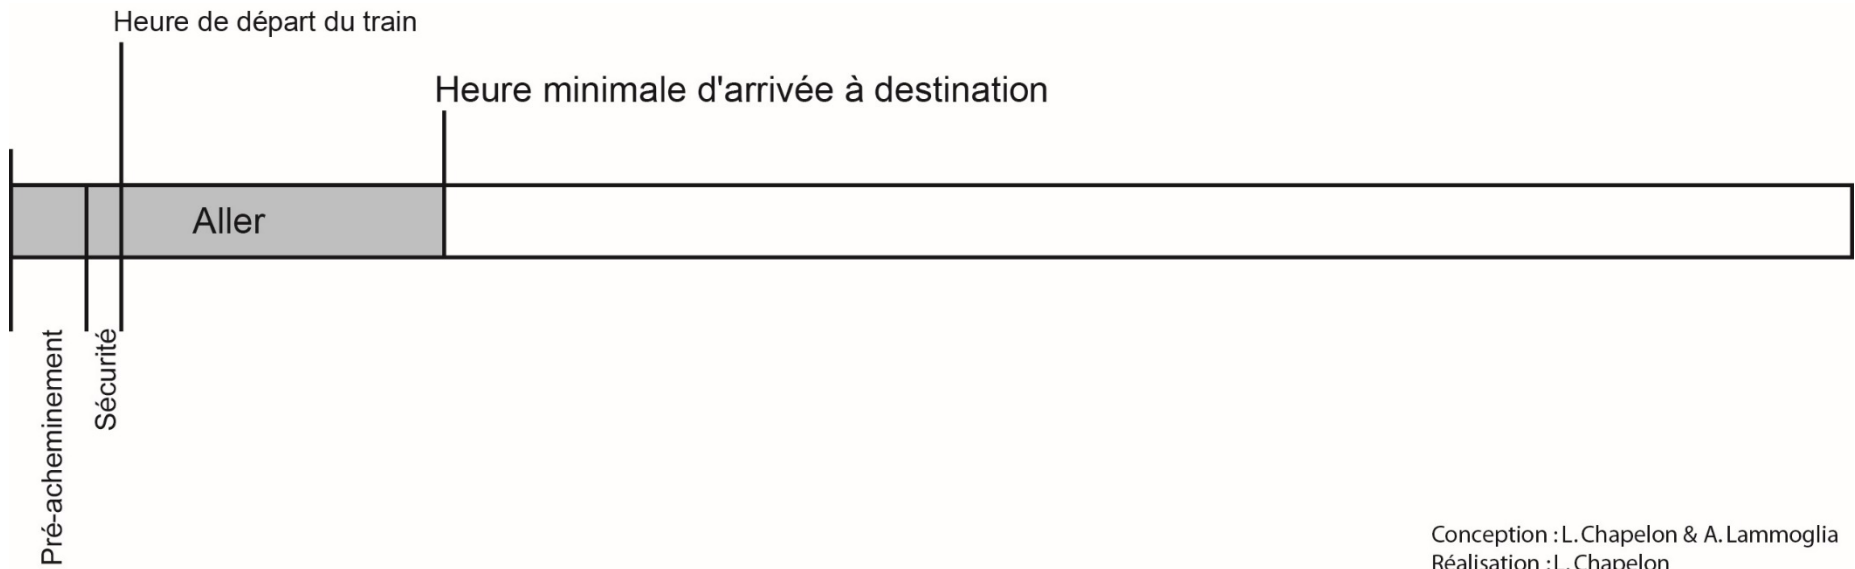 Heure de départ du train
Heure minimale d'arrivée à destination
Aller
Pré-acheminement
Sécurité
Conception : L. Chapelon & A. Lammoglia
Réalisation : L. Chapelon